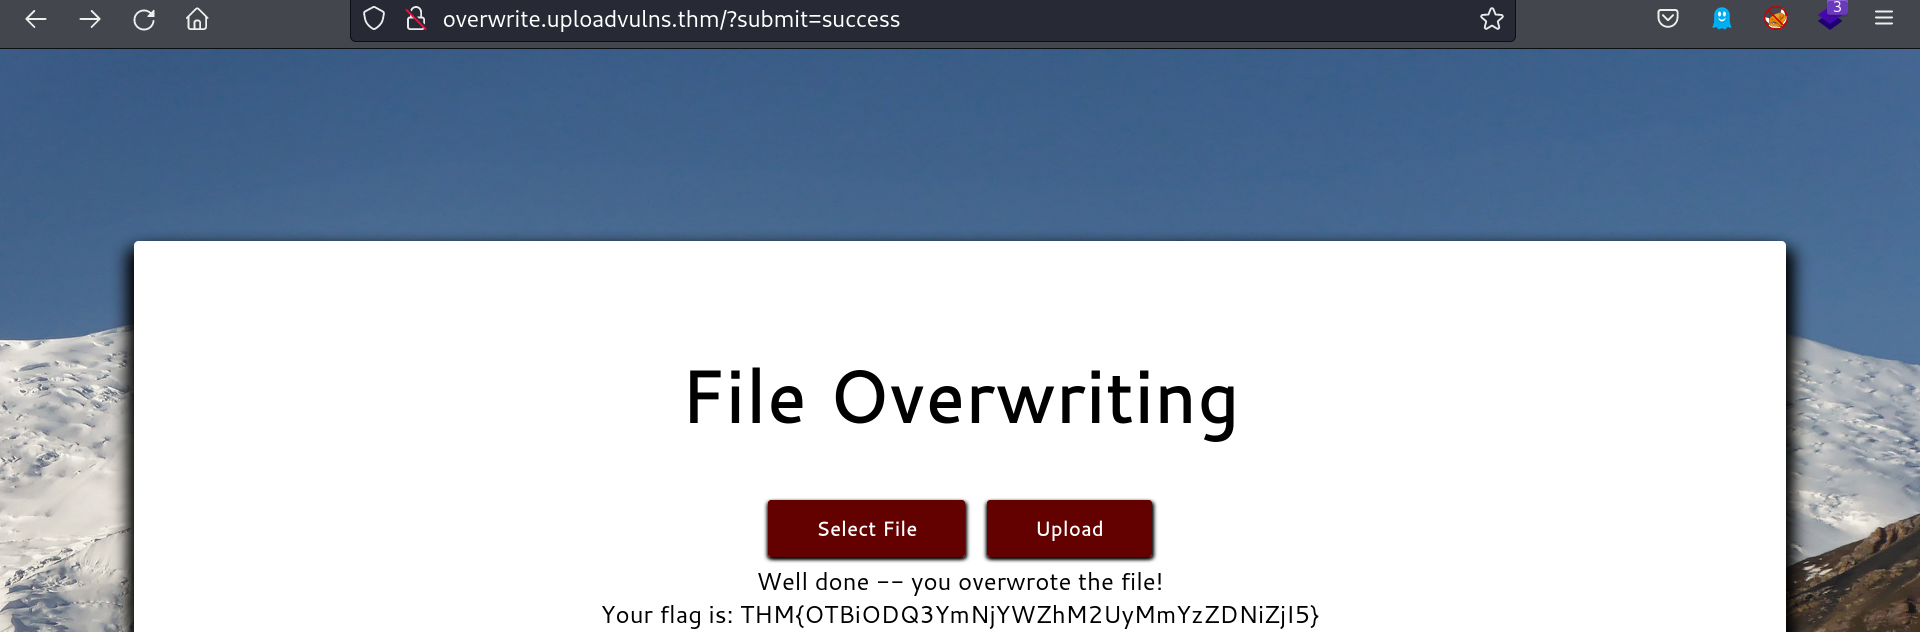 overwrite.uploadvulns.thm/?submit=success
3
File Overwriting
Select File
Upload
Well done -- you overwrote the file!
Your flag is: THM{OTBiODQ3YmNjYWZhM2UyMmYzZDNiZjI5}